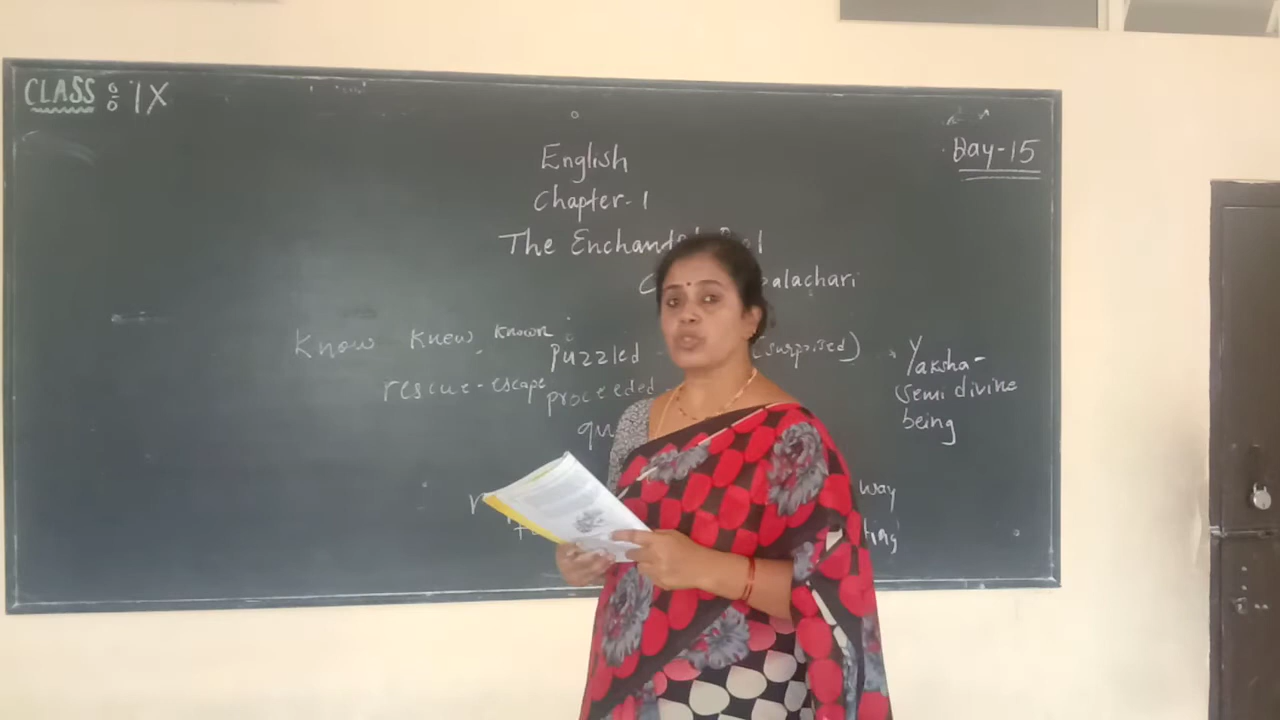 CLASS : IX
Day-15
English
Chapter-1
The
palachari
know knew known
Puzzled - (surprised)
rescue - escape
proceeded -
Yaksha-
Semi divine
being
way